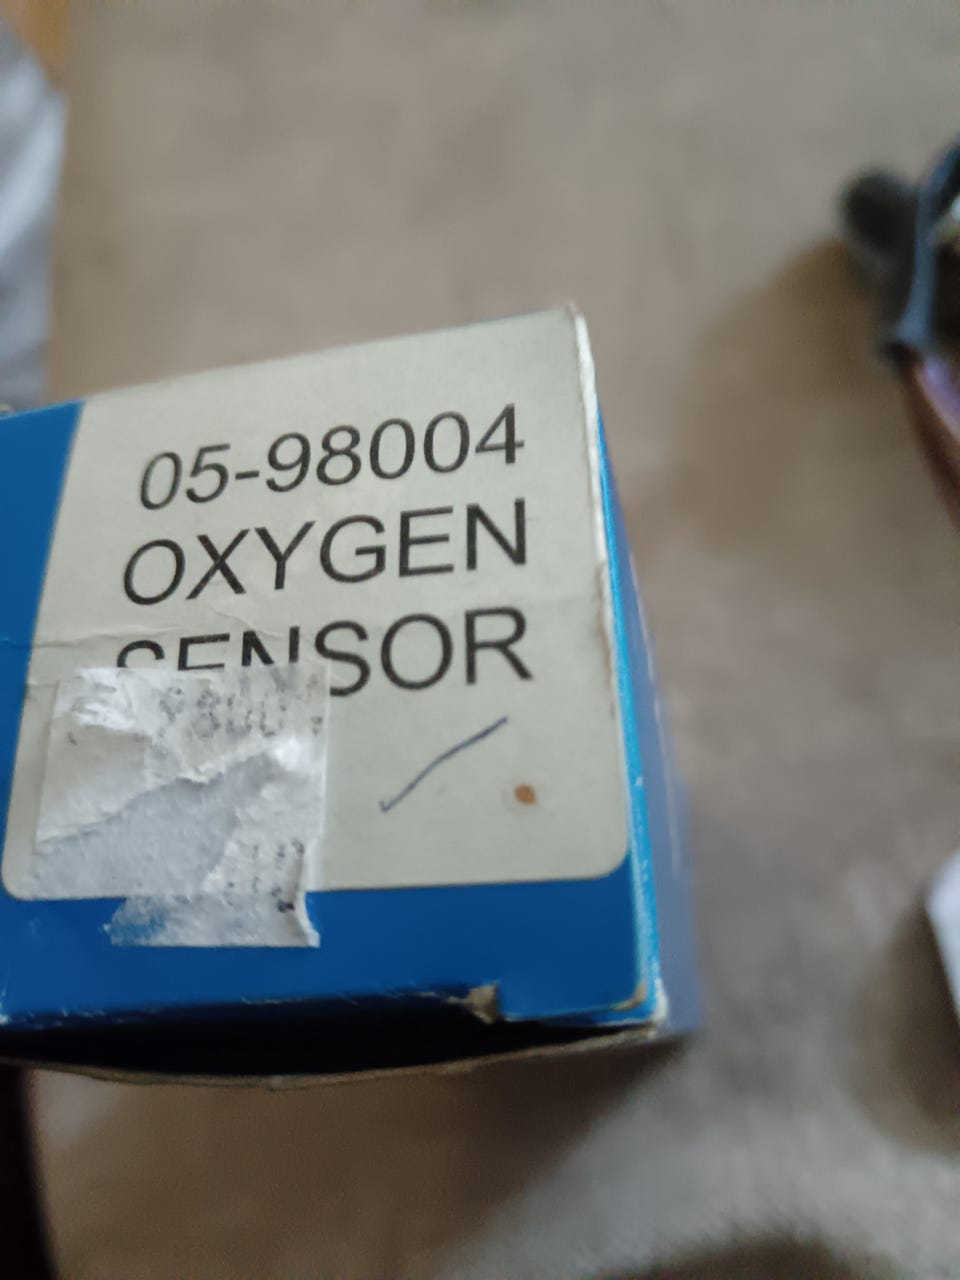 05-98004
OXYGEN
SENSOR